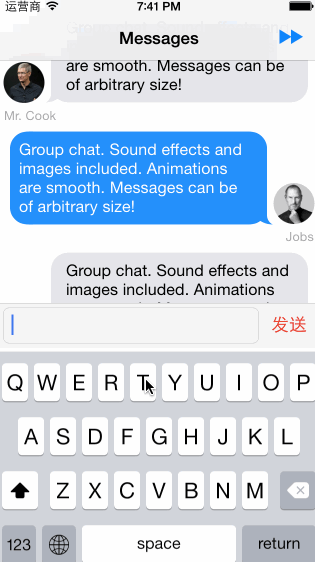 运营商 7:41 PM
Messages
are smooth. Messages can be
of arbitrary size!
Mr. Cook
Group chat. Sound effects and
images included. Animations
are smooth. Messages can be
of arbitrary size!
Jobs
Group chat. Sound effects and
images included. Animations
发送
Q W E R T Y U I O P
A S D F G H J K L
Z X C V B N M
123 space return